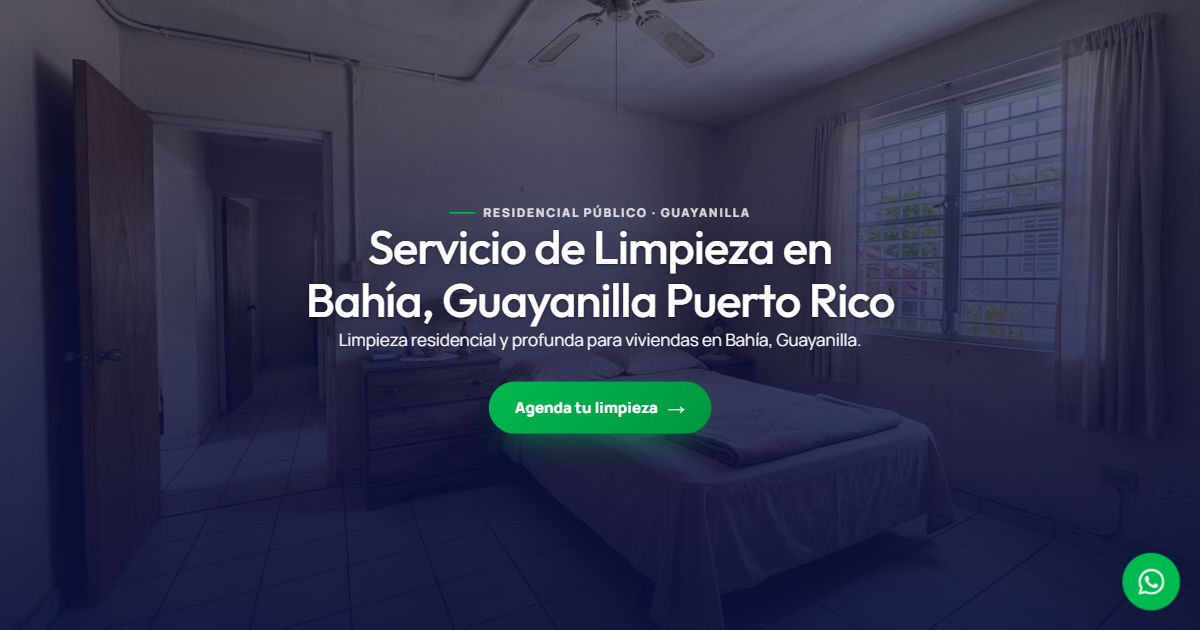 RESIDENCIAL PÚBLICO · GUAYANILLA
Servicio de Limpieza en
Bahía, Guayanilla Puerto Rico
Limpieza residencial y profunda para viviendas en Bahía, Guayanilla.
Agenda tu limpieza →